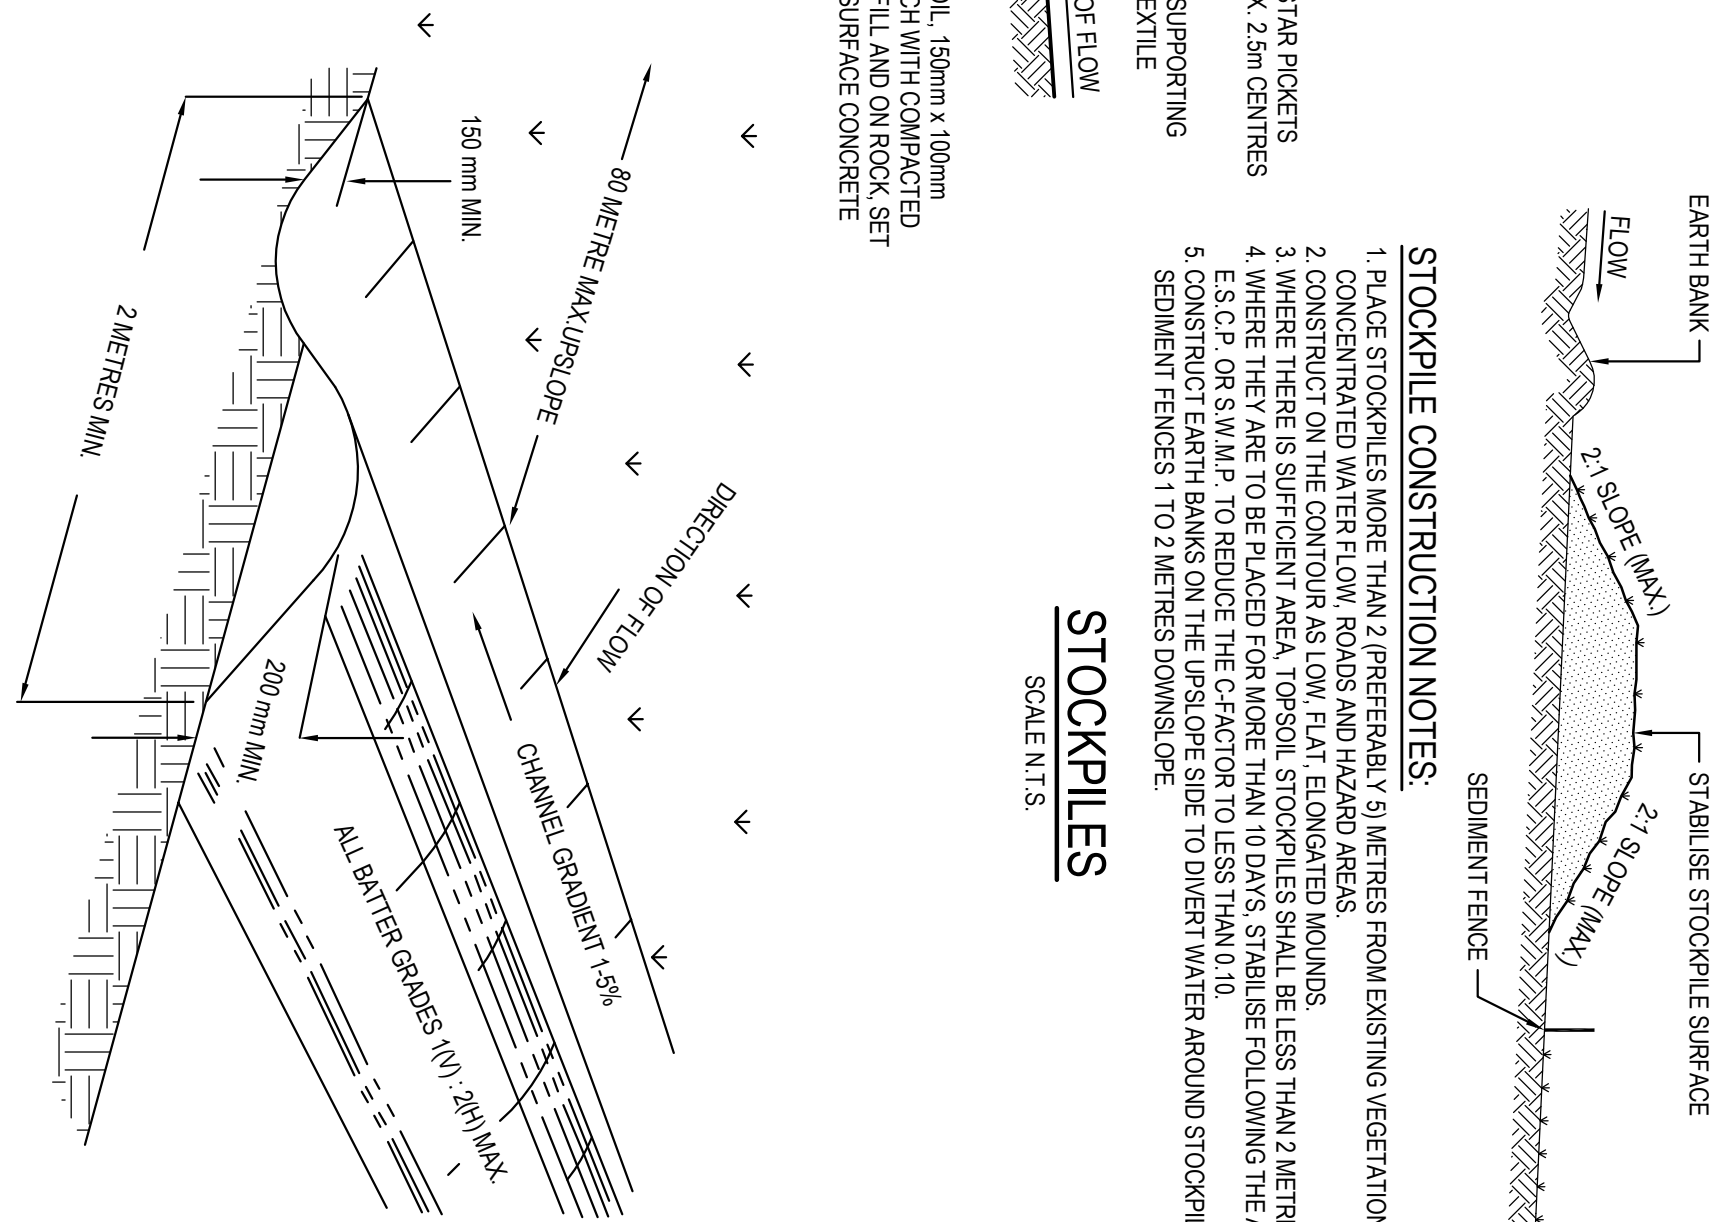 EARTH BANK
STABILISE STOCKPILE SURFACE
FLOW
2:1 SLOPE (MAX.)
2:1 SLOPE (MAX.)
SEDIMENT FENCE
STOCKPILE CONSTRUCTION NOTES:
1. PLACE STOCKPILES MORE THAN 2 (PREFERABLY 5) METRES FROM EXISTING VEGETATION
CONCENTRATED WATER FLOW, ROADS AND HAZARD AREAS.
2. CONSTRUCT ON THE CONTOUR AS LOW, FLAT, ELONGATED MOUNDS.
3. WHERE THERE IS SUFFICIENT AREA, TOPSOIL STOCKPILES SHALL BE LESS THAN 2 METR
4. WHERE THEY ARE TO BE PLACED FOR MORE THAN 10 DAYS, STABILISE FOLLOWING THE
E.S.C.P. OR S.W.M.P. TO REDUCE THE C-FACTOR TO LESS THAN 0.10.
5. CONSTRUCT EARTH BANKS ON THE UPSLOPE SIDE TO DIVERT WATER AROUND STOCKPIL
SEDIMENT FENCES 1 TO 2 METRES DOWNSLOPE.
STOCKPILES
SCALE N.T.S.
STAR PICKETS
X. 2.5m CENTRES
SUPPORTING
EXTILE
OF FLOW
OIL, 150mm x 100mm
CH WITH COMPACTED
FILL AND ON ROCK, SET
SURFACE CONCRETE
80 METRE MAX. UPSLOPE
DIRECTION OF FLOW
150 mm MIN.
CHANNEL GRADIENT 1-5%
ALL BATTER GRADES 1(V) : 2(H) MAX.
200 mm MIN.
2 METRES MIN.